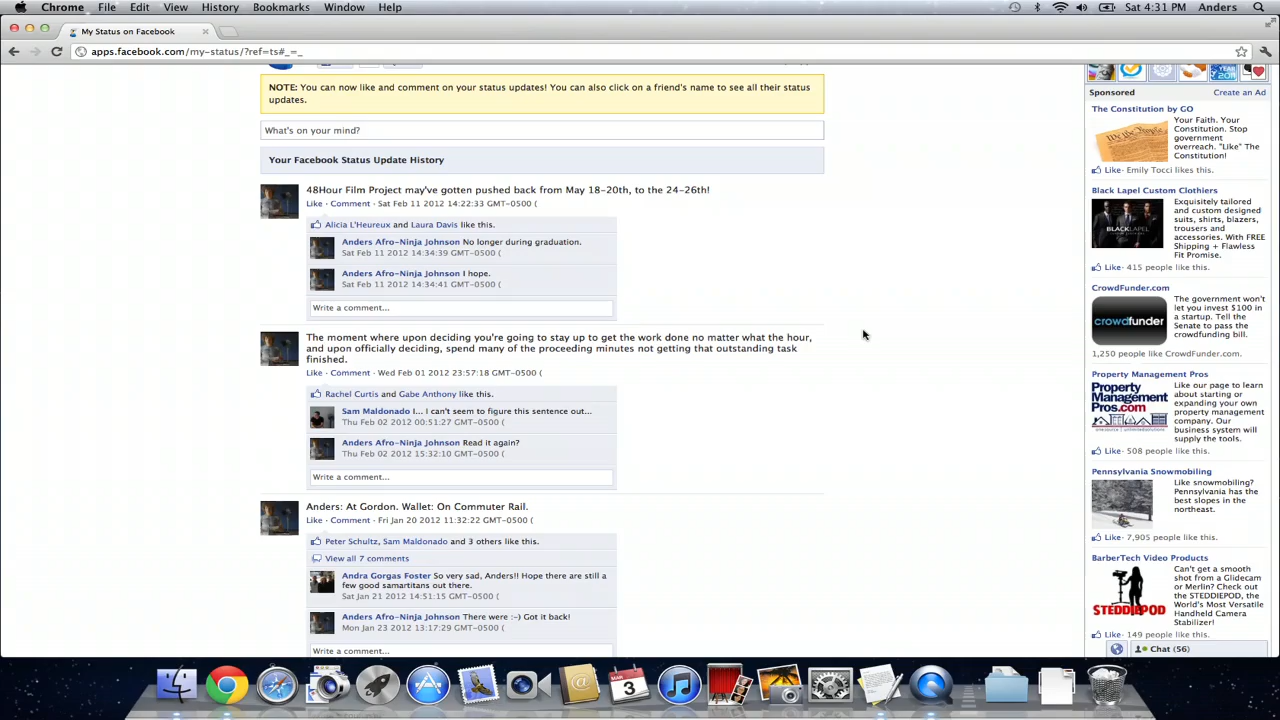 Chrome File Edit View History Bookmarks Window Help Sat 4:31 PM Anders
My Status on Facebook
apps.facebook.com/my-status/?ref=ts#_=_
NOTE: You can now like and comment on your status updates! You can also click on a friend's name to see all their status
updates.
What's on your mind?
Your Facebook Status Update History
48Hour Film Project may've gotten pushed back from May 18-20th, to the 24-26th!
Like · Comment · Sat Feb 11 2012 14:22:33 GMT-0500 (
Alicia L'Heureux and Laura Davis like this.
Anders Afro-Ninja Johnson No longer during graduation.
Sat Feb 11 2012 14:34:39 GMT-0500 (
Anders Afro-Ninja Johnson I hope.
Sat Feb 11 2012 14:34:41 GMT-0500 (
Write a comment...
The moment where upon deciding you're going to stay up to get the work done no matter what the hour,
and upon officially deciding, spend many of the proceeding minutes not getting that outstanding task
finished.
Like · Comment · Wed Feb 01 2012 23:57:18 GMT-0500 (
Rachel Curtis and Gabe Anthony like this.
Sam Maldonado I... I can't seem to figure this sentence out...
Thu Feb 02 2012 00:51:27 GMT-0500 (
Anders Afro-Ninja Johnson Read it again?
Thu Feb 02 2012 15:32:10 GMT-0500 (
Write a comment...
Anders: At Gordon. Wallet: On Commuter Rail.
Like · Comment · Fri Jan 20 2012 11:32:22 GMT-0500 (
Peter Schultz, Sam Maldonado and 3 others like this.
View all 7 comments
Andra Gorgas Foster So very sad, Anders!! Hope there are still a
few good samartitans out there.
Sat Jan 21 2012 14:51:15 GMT-0500 (
Anders Afro-Ninja Johnson There were :-) Got it back!
Mon Jan 23 2012 13:17:29 GMT-0500 (
Write a comment...
YEAR
2011
Sponsored Create an Ad
The Constitution by GO
We the People
Your Faith. Your
Constitution. Stop
government
overreach. "Like" The
Constitution!
Like · Emily Tocci likes this.
Black Lapel Custom Clothiers
BLACKLAPEL
Exquisitely tailored
and custom designed
suits, shirts, blazers,
trousers and
accessories. With FREE
Shipping + Flawless
Fit Promise.
Like · 415 people like this.
CrowdFunder.com
crowdfunder
The government won't
let you invest $100 in
a startup. Tell the
Senate to pass the
crowdfunding bill.
1,250 people like CrowdFunder.com.
Property Management Pros
Property
Management
Pros.com
Like our page to learn
about starting or
expanding your own
property management
company. Our
business system will
supply the tools.
Like · 508 people like this.
Pennsylvania Snowmobiling
Like snowmobiling?
Pennsylvania has the
best slopes in the
northeast.
Like · 7,905 people like this.
BarberTech Video Products
STEDDIEPOD
Can't get a smooth
shot from a Glidecam
or Merlin? Check out
the STEDDIEPOD, the
World's Most Versatile
Handheld Camera
Stabilizer!
Like · 149 people like this.
Chat (56)
MAR
3